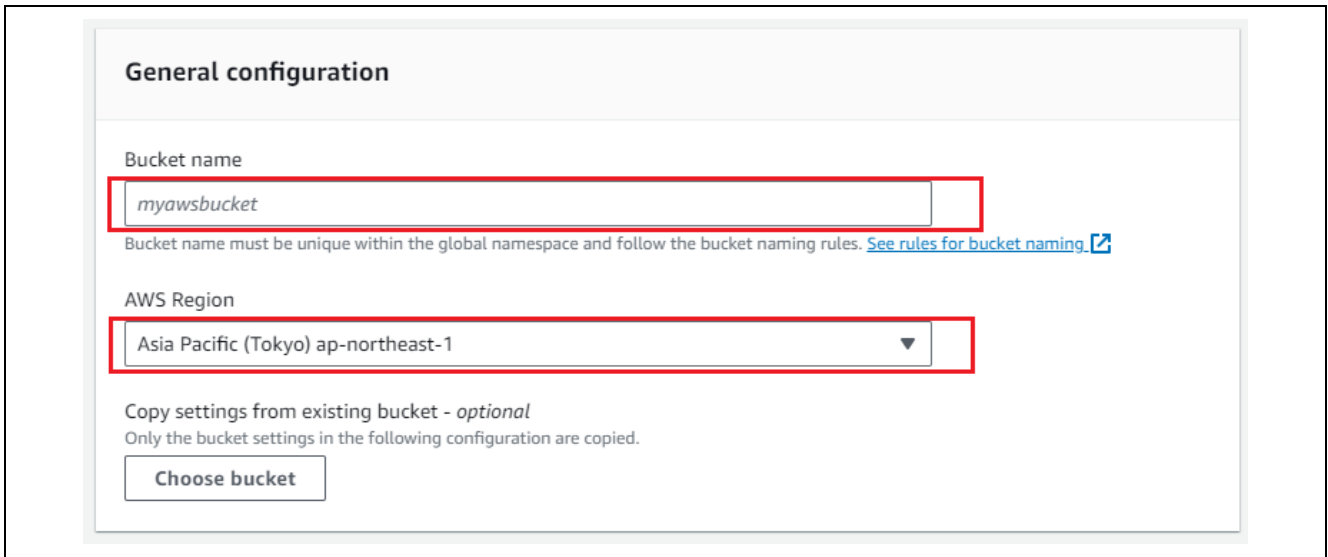 General configuration
Bucket name
myawsbucket
Bucket name must be unique within the global namespace and follow the bucket naming rules. See rules for bucket naming
AWS Region
Asia Pacific (Tokyo) ap-northeast-1
Copy settings from existing bucket - optional
Only the bucket settings in the following configuration are copied.
Choose bucket